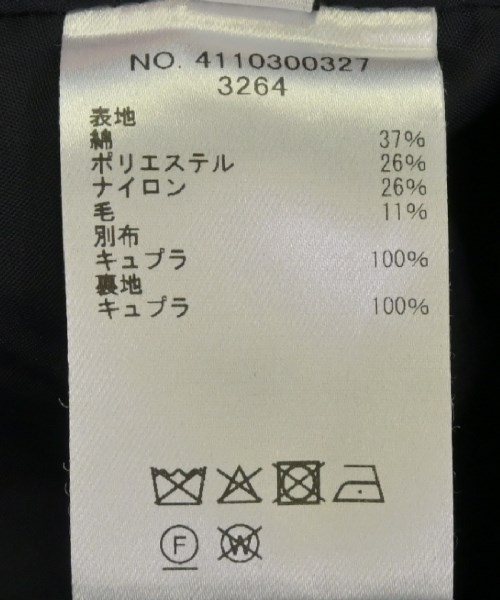 NO. 4110300327
3264
表地
綿 37%
ポリエステル 26%
ナイロン 26%
毛 11%
別布
キュプラ 100%
裏地
キュプラ 100%
F W